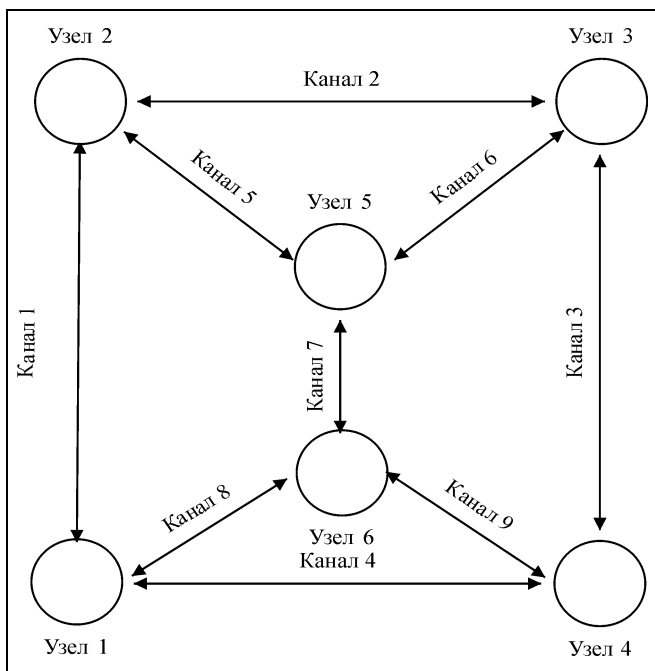 Узел 2
Узел 3
Канал 2
Канал 5
Канал 6
Узел 5
Канал 1
Канал 7
Канал 3
Канал 8
Канал 9
Узел 6
Канал 4
Узел 1
Узел 4